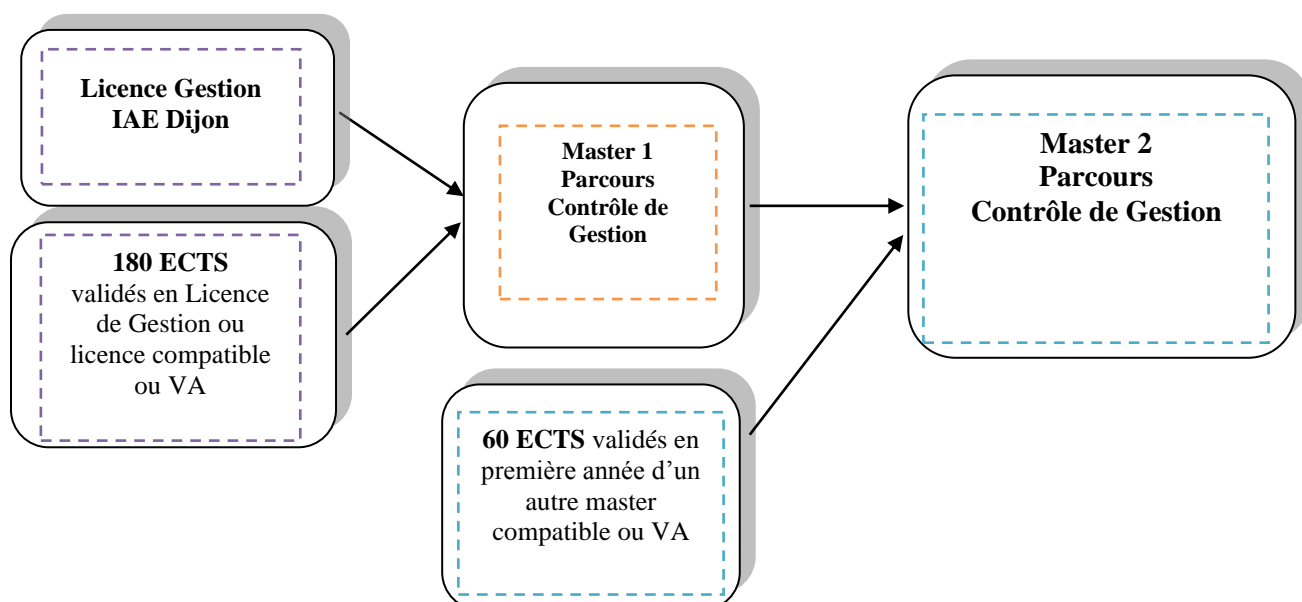 Licence Gestion
IAE Dijon
180 ECTS
validés en Licence
de Gestion ou
licence compatible
ou VA
Master 1
Parcours
Contrôle de
Gestion
60 ECTS validés en
première année d’un
autre master
compatible ou VA
Master 2
Parcours
Contrôle de Gestion